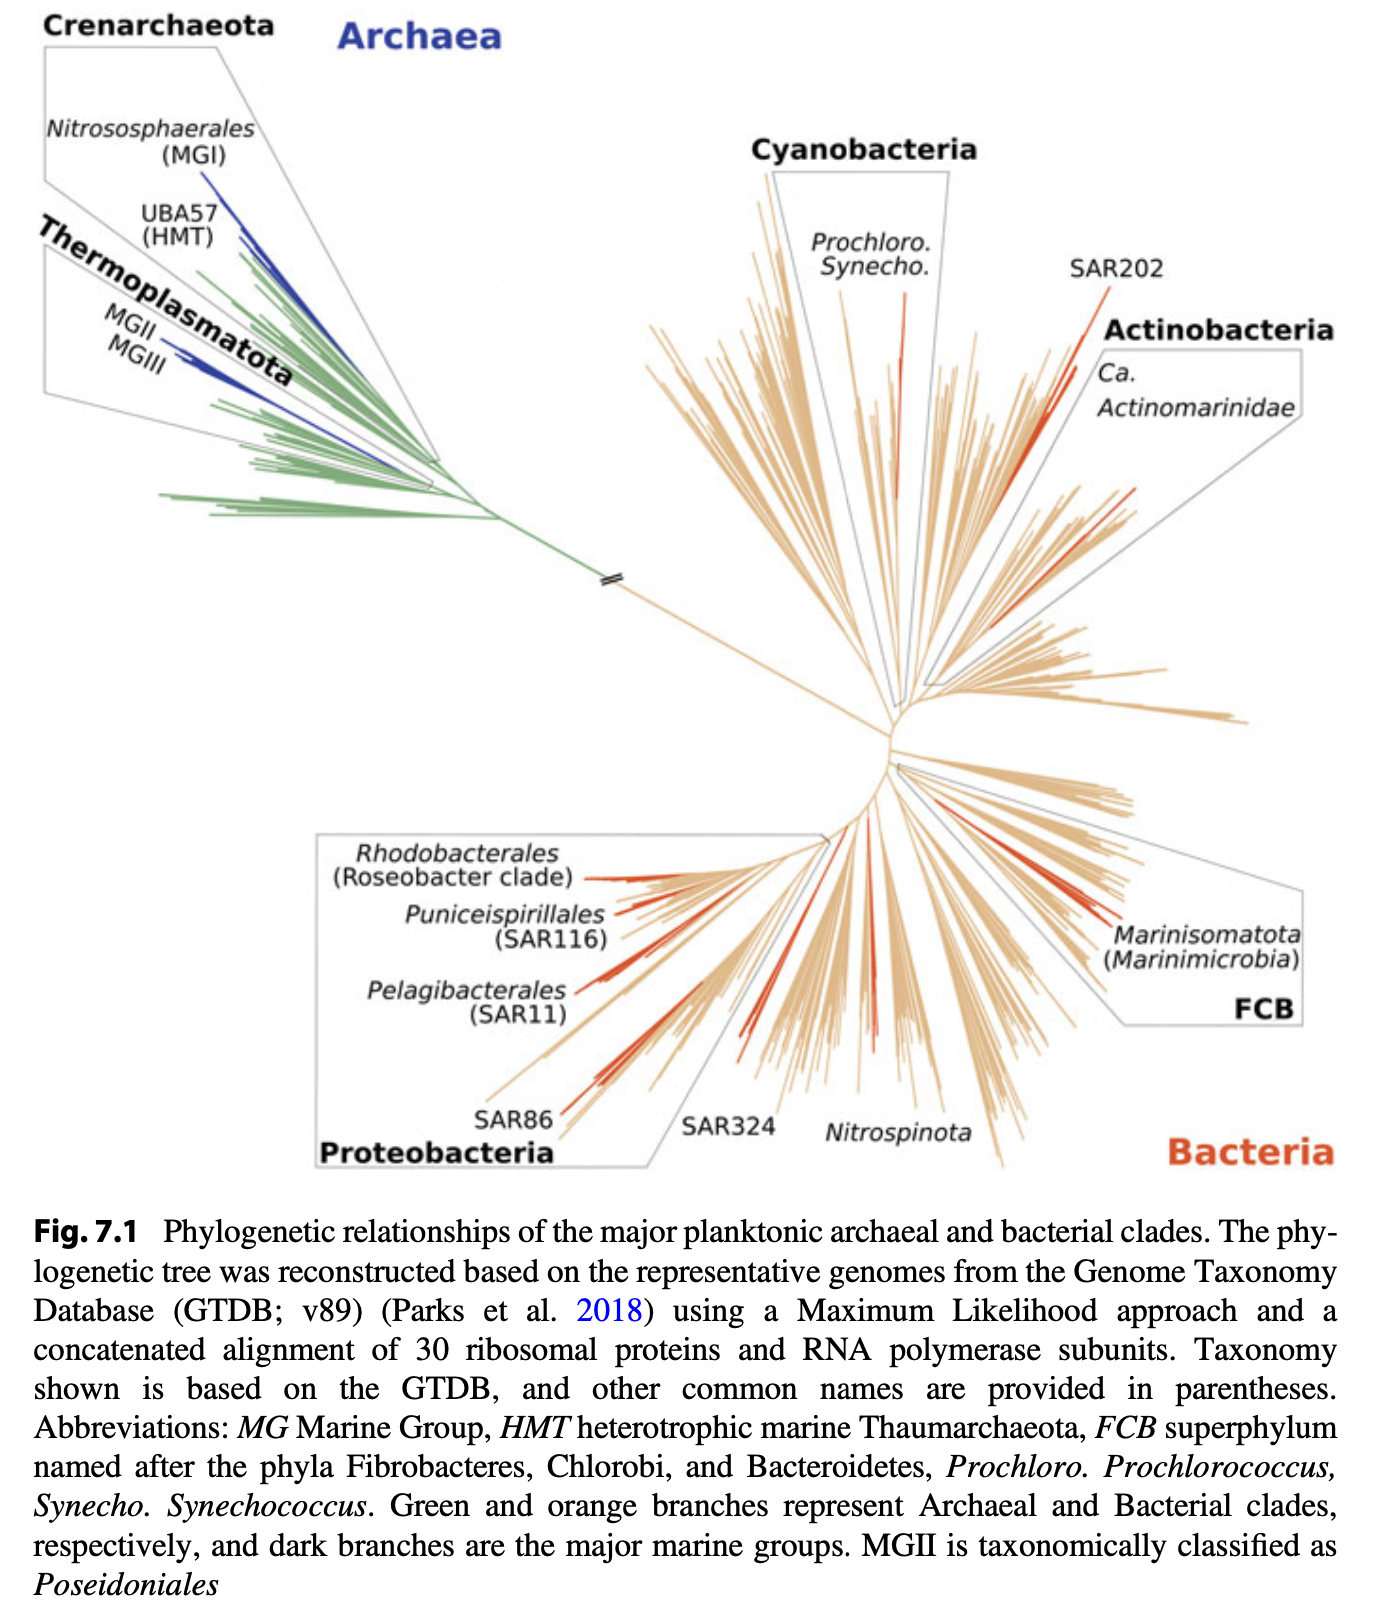 Crenarchaeota
Archaea
Nitrososphaerales
(MGI)
UBA57
(HMT)
Thermoplasmatota
MGII
MGIII
Cyanobacteria
Prochloro.
Synecho.
SAR202
Actinobacteria
Ca.
Actinomarinidae
Rhodobacterales
(Roseobacter clade)
Puniceispirillales
(SAR116)
Pelagibacterales
(SAR11)
SAR86
Proteobacteria
SAR324
Nitrospinota
Marinisomatota
(Marinimicrobia)
FCB
Bacteria
Fig. 7.1 Phylogenetic relationships of the major planktonic archaeal and bacterial clades. The phy-
logenetic tree was reconstructed based on the representative genomes from the Genome Taxonomy
Database (GTDB; v89) (Parks et al. 2018) using a Maximum Likelihood approach and a
concatenated alignment of 30 ribosomal proteins and RNA polymerase subunits. Taxonomy
shown is based on the GTDB, and other common names are provided in parentheses.
Abbreviations: MG Marine Group, HMT heterotrophic marine Thaumarchaeota, FCB superphylum
named after the phyla Fibrobacteres, Chlorobi, and Bacteroidetes, Prochloro. Prochlorococcus,
Synecho. Synechococcus. Green and orange branches represent Archaeal and Bacterial clades,
respectively, and dark branches are the major marine groups. MGII is taxonomically classified as
Poseidoniales